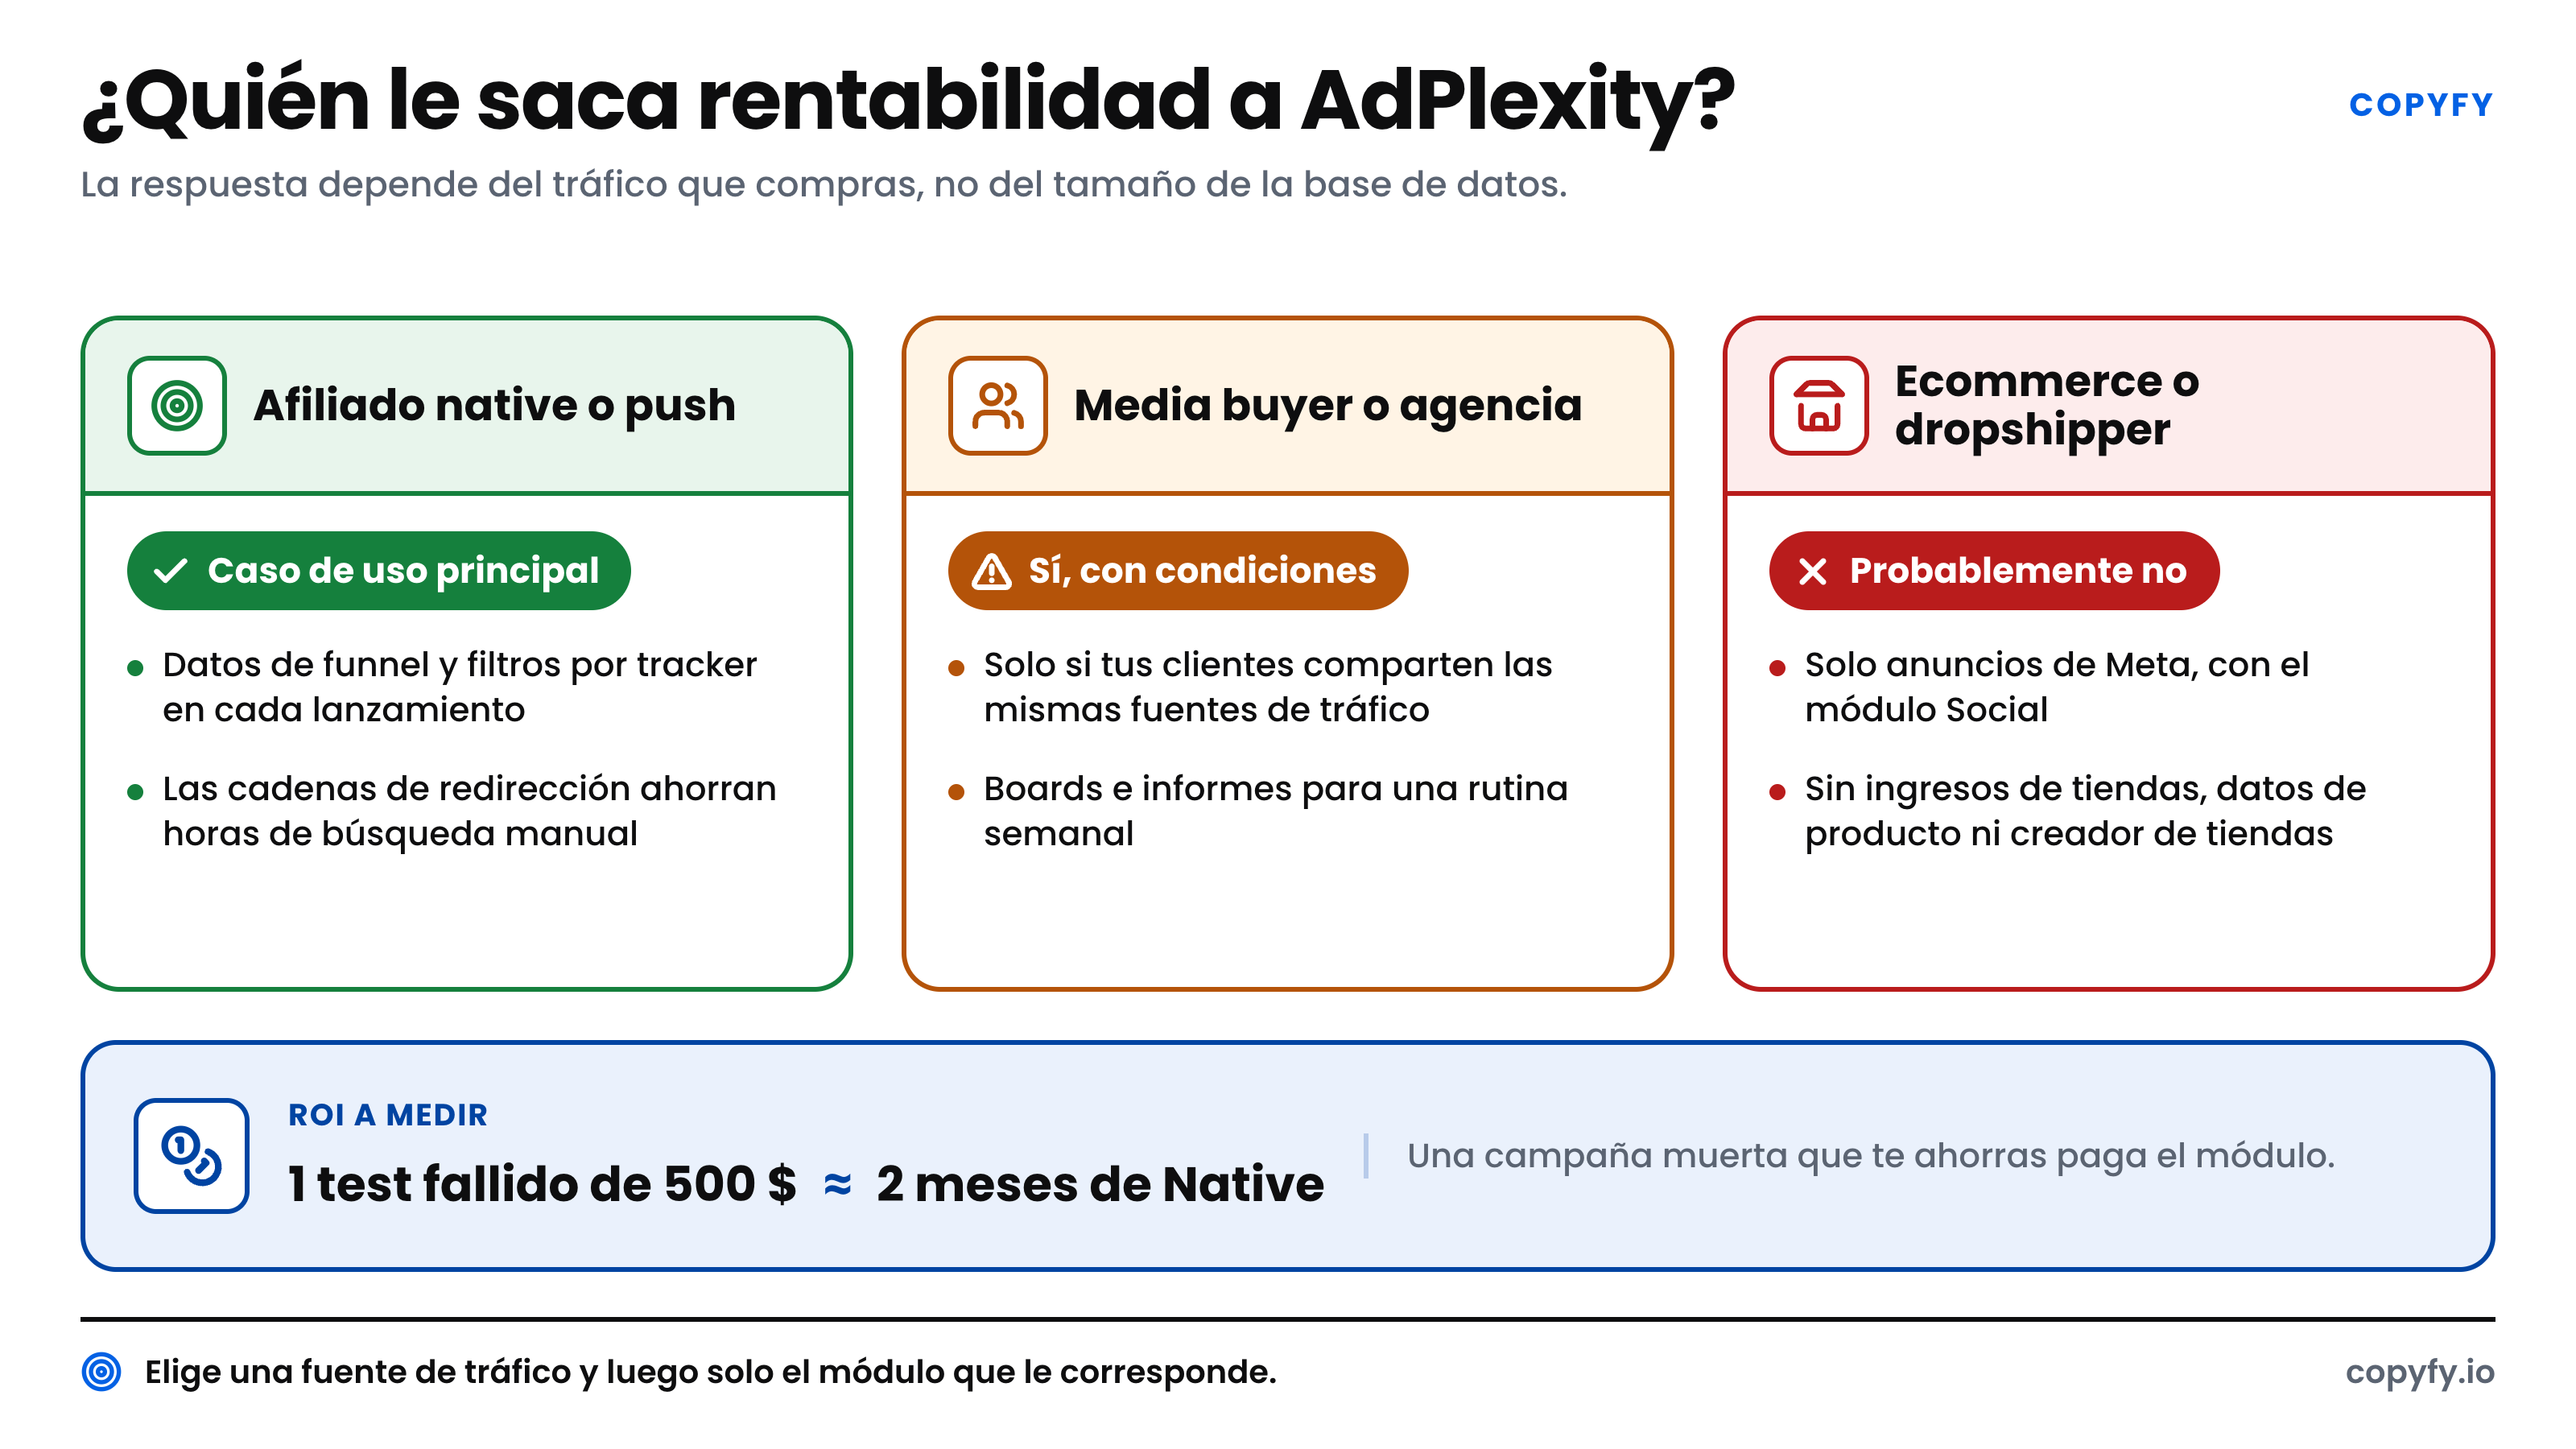 ¿Quién le saca rentabilidad a AdPlexity?
COPYFY
La respuesta depende del tráfico que compras, no del tamaño de la base de datos.
Afiliado native o push
Caso de uso principal
Datos de funnel y filtros por tracker
en cada lanzamiento
Las cadenas de redirección ahorran
horas de búsqueda manual
Media buyer o agencia
Sí, con condiciones
Solo si tus clientes comparten las
mismas fuentes de tráfico
Boards e informes para una rutina
semanal
Ecommerce o
dropshipper
Probablemente no
Solo anuncios de Meta, con el
módulo Social
Sin ingresos de tiendas, datos de
producto ni creador de tiendas
ROI A MEDIR
1 test fallido de 500 $ ≈ 2 meses de Native
Una campaña muerta que te ahorras paga el módulo.
Elige una fuente de tráfico y luego solo el módulo que le corresponde.
copyfy.io